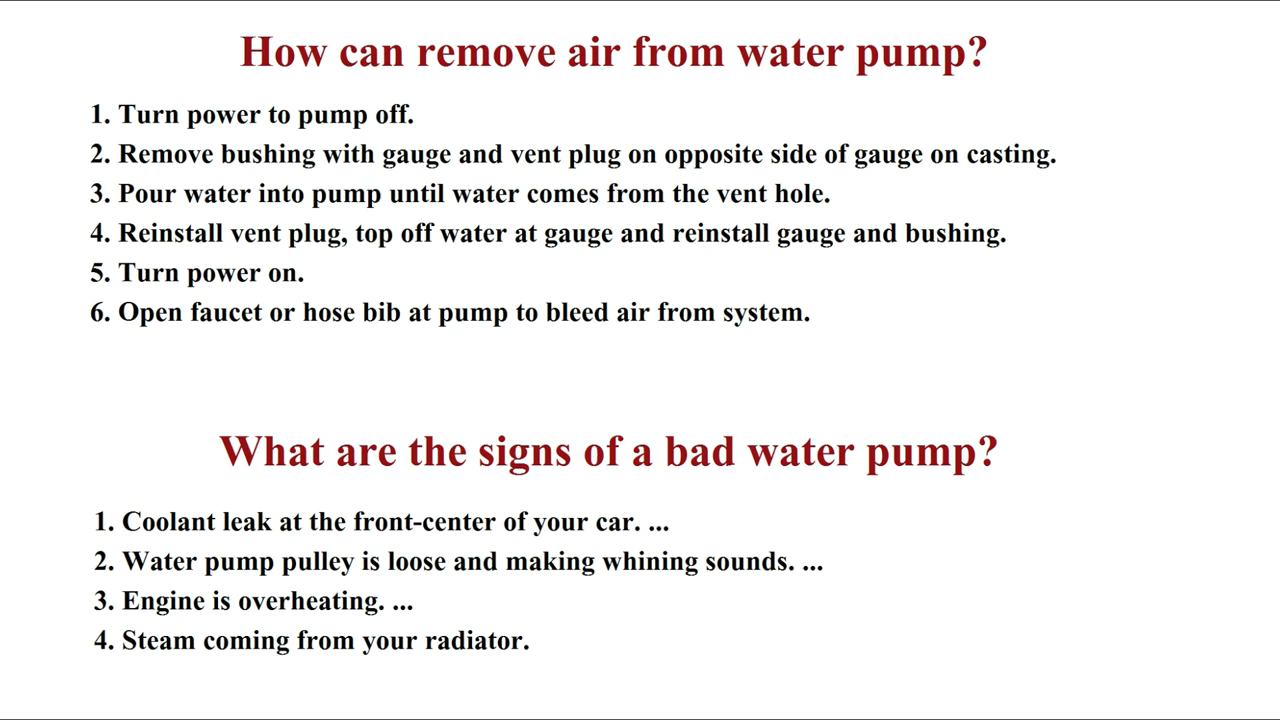 How can remove air from water pump?
1. Turn power to pump off.
2. Remove bushing with gauge and vent plug on opposite side of gauge on casting.
3. Pour water into pump until water comes from the vent hole.
4. Reinstall vent plug, top off water at gauge and reinstall gauge and bushing.
5. Turn power on.
6. Open faucet or hose bib at pump to bleed air from system.
What are the signs of a bad water pump?
1. Coolant leak at the front-center of your car. ...
2. Water pump pulley is loose and making whining sounds. ...
3. Engine is overheating. ...
4. Steam coming from your radiator.